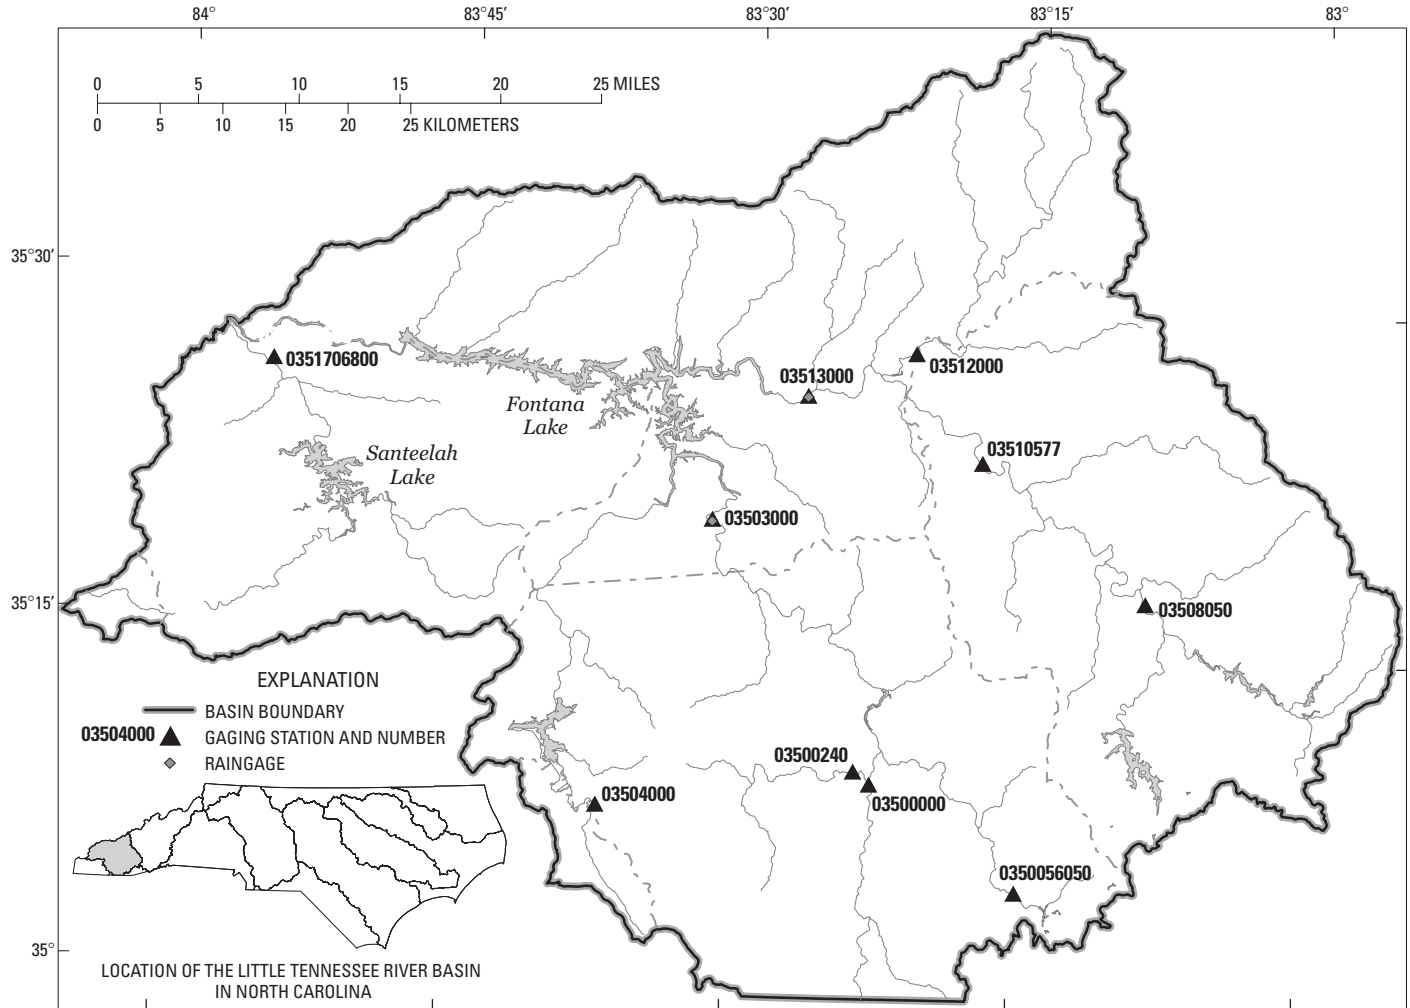 84°
83°45′
83°30′
83°15′
83°
0 5 10 15 20 25 MILES
0 5 10 15 20 25 KILOMETERS
35°30′
0351706800
03513000
03512000
Fontana
Lake
03510577
Santeelah
Lake
03503000
35°15′
03508050
EXPLANATION
BASIN BOUNDARY
03504000 GAGING STATION AND NUMBER
RAINGAGE
03500240
03504000
03500000
0350056050
35°
LOCATION OF THE LITTLE TENNESSEE RIVER BASIN
IN NORTH CAROLINA